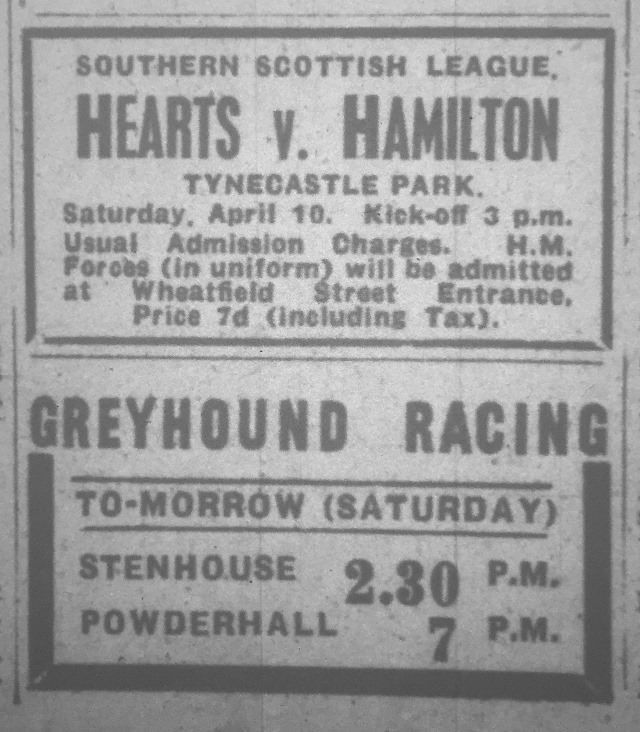 SOUTHERN SCOTTISH LEAGUE.
HEARTS v. HAMILTON
TYNECASTLE PARK.
Saturday, April 10. Kick-off 3 p.m.
Usual Admission Charges. H.M.
Forces (in uniform) will be admitted
at Wheatfield Street Entrance.
Price 7d (including Tax).
GREYHOUND RACING
TO-MORROW (SATURDAY)
STENHOUSE 2.30 P.M.
POWDERHALL 7 P.M.